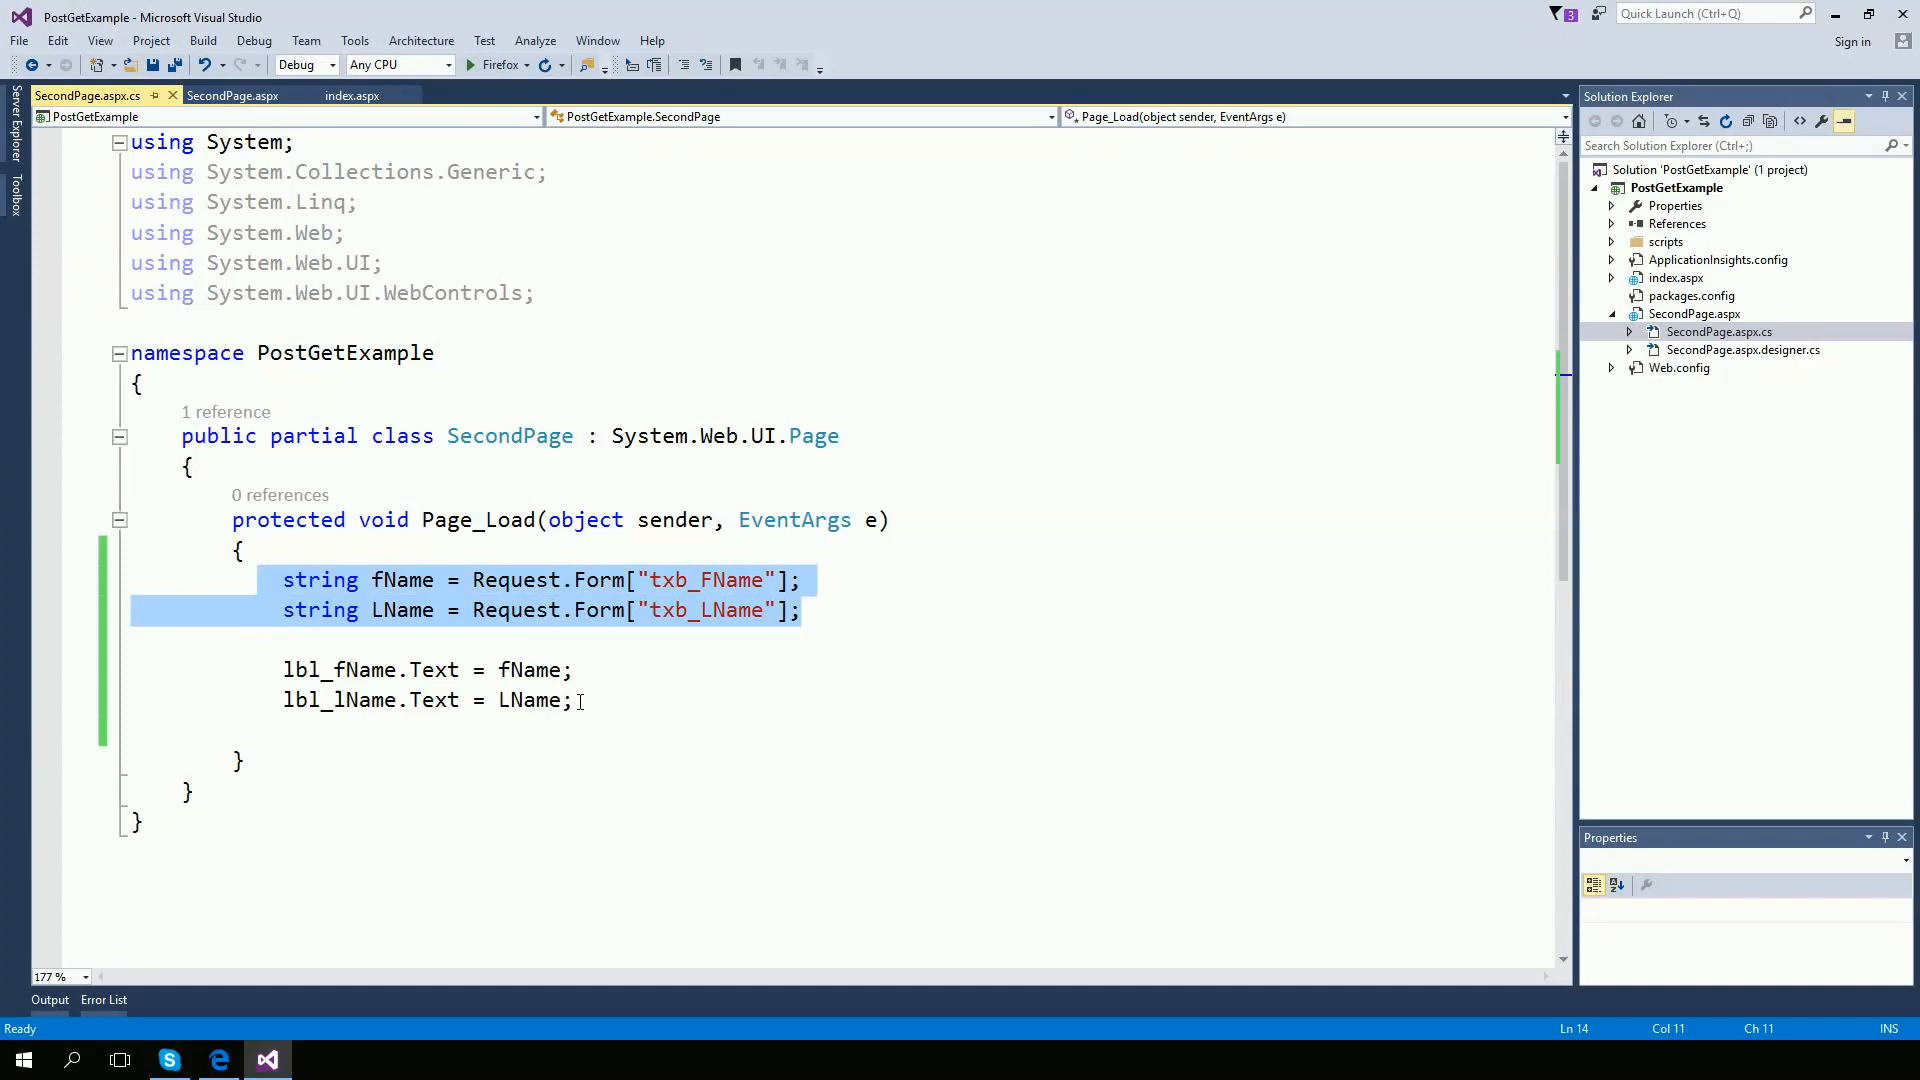 PostGetExample - Microsoft Visual Studio
3
Quick Launch (Ctrl+Q)
File Edit View Project Build Debug Team Tools Architecture Test Analyze Window Help
Sign in
Debug Any CPU Firefox
Server Explorer
Toolbox
SecondPage.aspx.cs SecondPage.aspx index.aspx
PostGetExample PostGetExample.SecondPage Page_Load(object sender, EventArgs e)
using System;
using System.Collections.Generic;
using System.Linq;
using System.Web;
using System.Web.UI;
using System.Web.UI.WebControls;
namespace PostGetExample
{
1 reference
public partial class SecondPage : System.Web.UI.Page
{
0 references
protected void Page_Load(object sender, EventArgs e)
{
string fName = Request.Form["txb_FName"];
string LName = Request.Form["txb_LName"];
lbl_fName.Text = fName;
lbl_lName.Text = LName;
}
}
}
177 %
Solution Explorer
Search Solution Explorer (Ctrl+;)
Solution 'PostGetExample' (1 project)
PostGetExample
Properties
References
scripts
ApplicationInsights.config
index.aspx
packages.config
SecondPage.aspx
SecondPage.aspx.cs
SecondPage.aspx.designer.cs
Web.config
Properties
Output Error List
Ready Ln 14 Col 11 Ch 11 INS